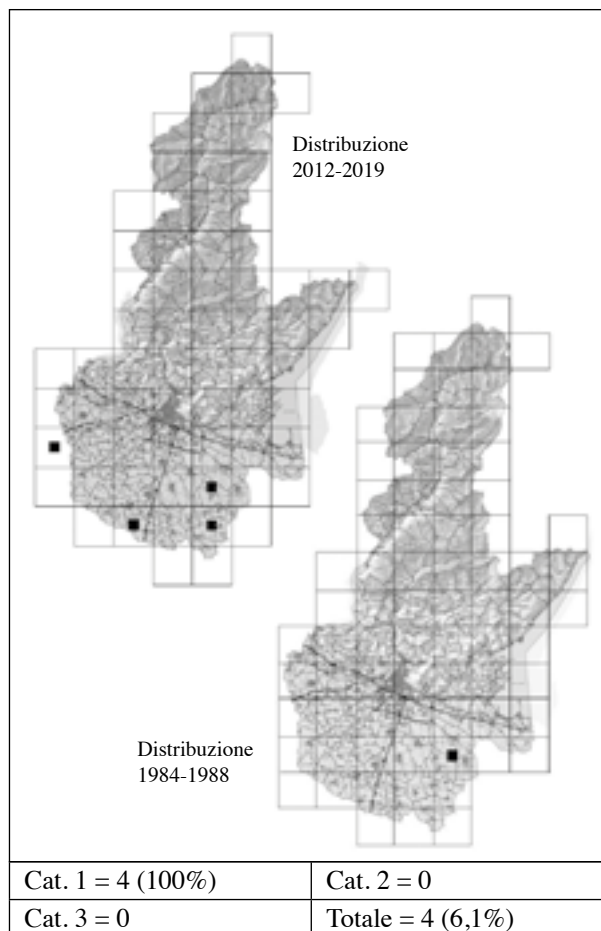 Distribuzione
2012-2019
Distribuzione
1984-1988
Cat. 1 = 4 (100%)
Cat. 2 = 0
Cat. 3 = 0
Totale = 4 (6,1%)